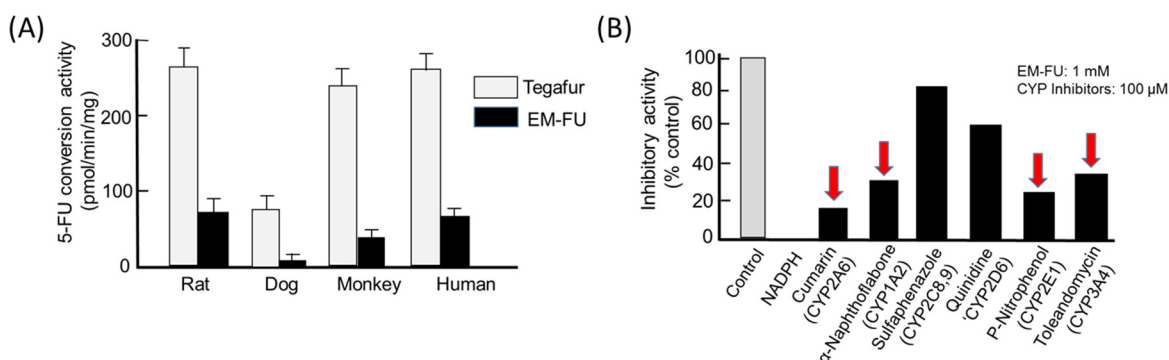 (A)
5-FU conversion activity
(pmol/min/mg)
300
200
100
0
Rat
Dog
Monkey
Human
Tegafur
EM-FU
(B)
Inhibitory activity
(% control)
100
80
60
40
20
0
EM-FU: 1 mM
CYP Inhibitors: 100 μM
Control
NADPH
Cumarin
(CYP2A6)
α-Naphthoflabone
(CYP1A2)
Sulfaphenazole
(CYP2C8,9)
Quinidine
‘CYP2D6)
P-Nitrophenol
(CYP2E1)
Toleandomycin
(CYP3A4)